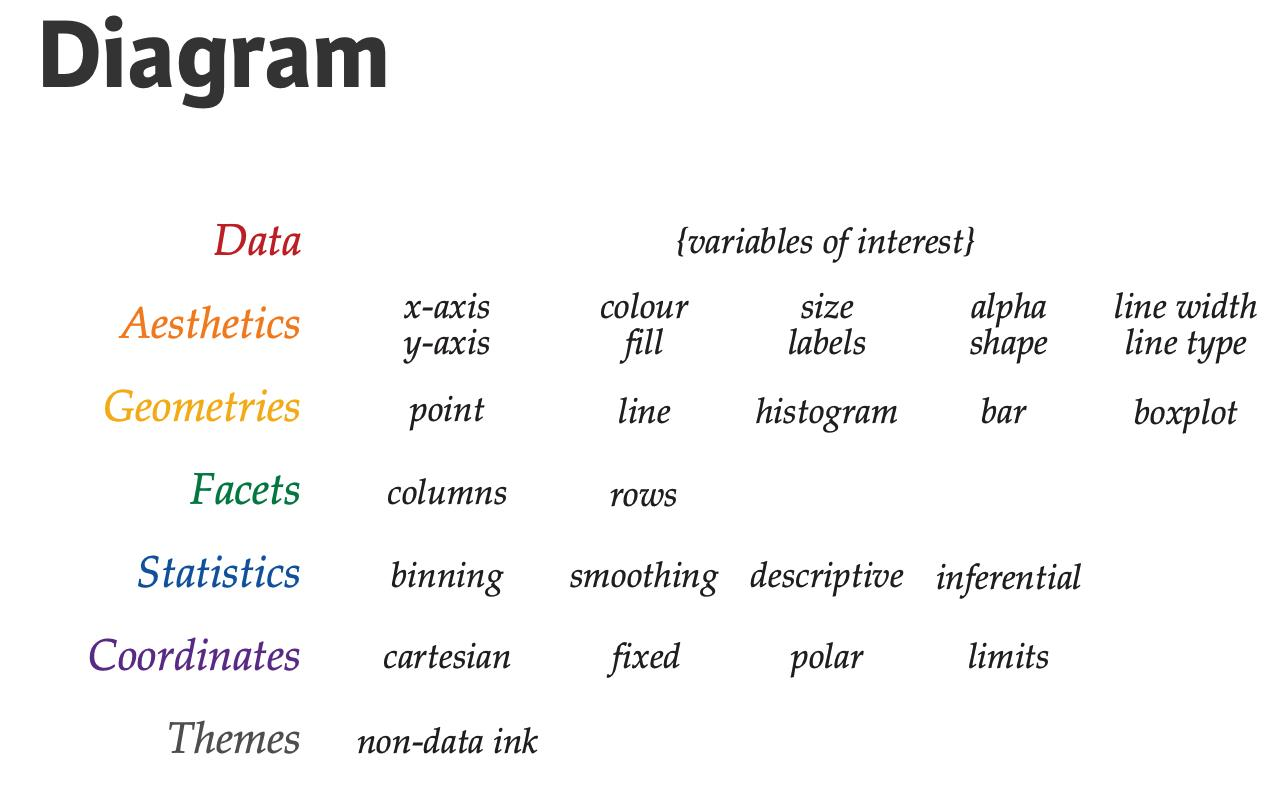 Diagram
Data {variables of interest}
x-axis colour size alpha line width
Aesthetics
y-axis fill labels shape line type
Geometries point line histogram bar boxplot
Facets columns rows
Statistics binning smoothing descriptive inferential
Coordinates cartesian fixed polar limits
Themes non-data ink